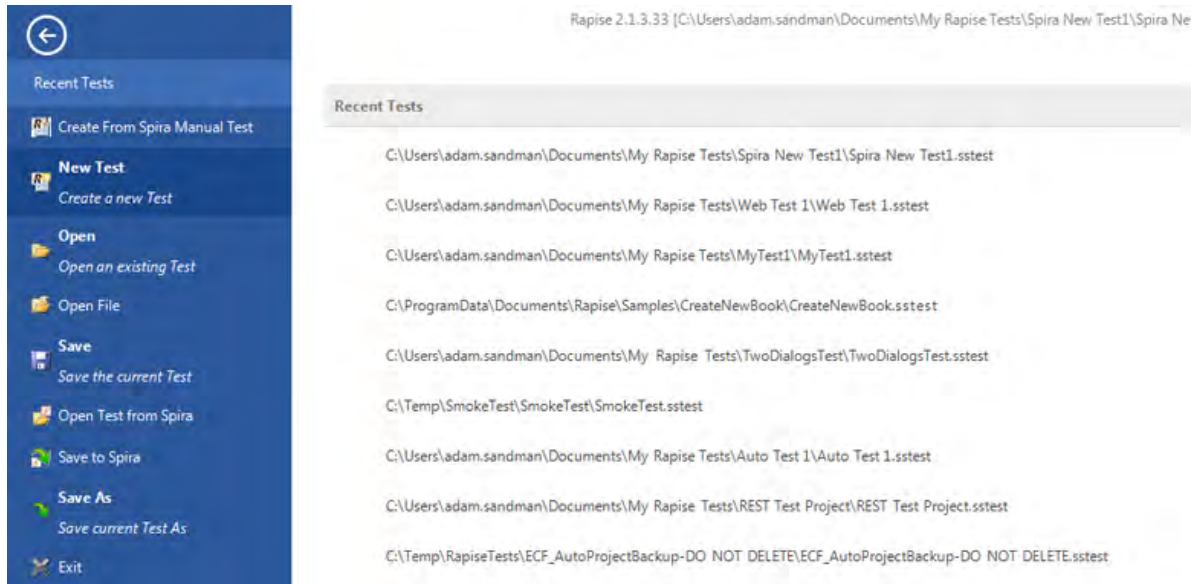 Rapise 2.1.3.33 [C:\Users\adam.sandman\Documents\My Rapise Tests\Spira New Test1\Spira Ne
Recent Tests
Create From Spira Manual Test
New Test
Create a new Test
Open
Open an existing Test
Open File
Save
Save the current Test
Open Test from Spira
Save to Spira
Save As
Save current Test As
Exit
Recent Tests
C:\Users\adam.sandman\Documents\My Rapise Tests\Spira New Test1\Spira New Test1.sstest
C:\Users\adam.sandman\Documents\My Rapise Tests\Web Test 1\Web Test 1.sstest
C:\Users\adam.sandman\Documents\My Rapise Tests\MyTest1\MyTest1.sstest
C:\ProgramData\Documents\Rapise\Samples\CreateNewBook\CreateNewBook.sstest
C:\Users\adam.sandman\Documents\My Rapise Tests\TwoDialogsTest\TwoDialogsTest.sstest
C:\Temp\SmokeTest\SmokeTest\SmokeTest.sstest
C:\Users\adam.sandman\Documents\My Rapise Tests\Auto Test 1\Auto Test 1.sstest
C:\Users\adam.sandman\Documents\My Rapise Tests\REST Test Project\REST Test Project.sstest
C:\Temp\RapiseTests\ECF_AutoProjectBackup-DO NOT DELETE\ECF_AutoProjectBackup-DO NOT DELETE.sstest